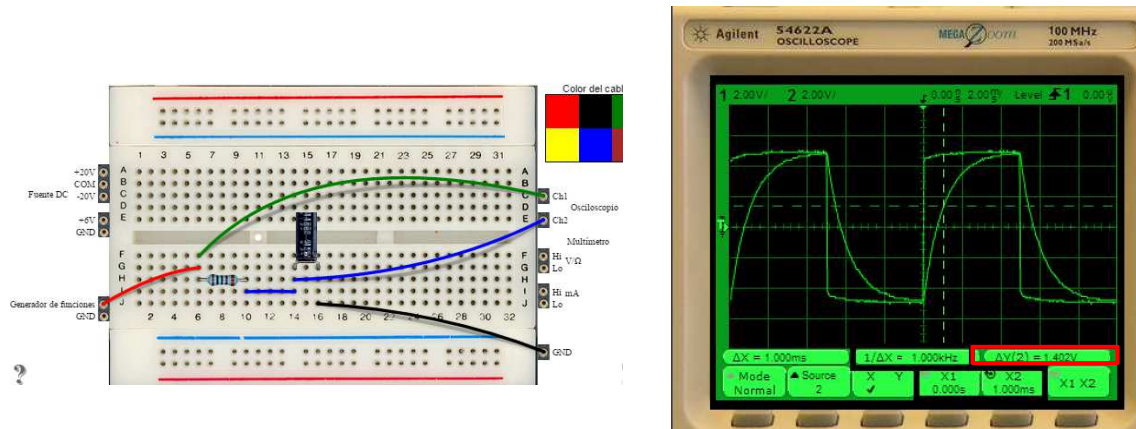 Color del cabl
1 3 5 7 9 11 13 15 17 19 21 23 25 27 29 31
A A
B B
C C
D D
E E
+20V
COM
-20V
Fuente DC
+6V
GND
Ch1
Osciloscopio
Ch2
Multímetro
F F
G G
H H
I I
J J
Hi
V/Ω
Lo
Hi
mA
Lo
Generador de funciones
GND
2 4 6 8 10 12 14 16 18 20 22 24 26 28 30 32
GND
?
Agilent 54622A
OSCILLOSCOPE
MEGA Zoom
100 MHz
200 MSa/s
1 2.00V/ 2 2.00V/ 0.00 s 2.00 Level 1 0.00
ΔX = 1.000ms 1/ΔX = 1.000kHz ΔY(2) = 1.402V
Mode Source X Y X1 X2 X1 X2
Normal 2 ✓ 0.000s 1.000ms